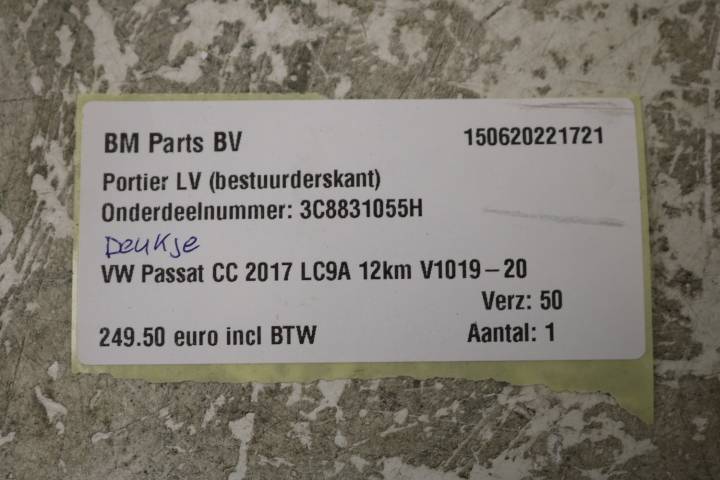 BM Parts BV 150620221721
Portier LV (bestuurderskant)
Onderdeelnummer: 3C8831055H
Deukje
VW Passat CC 2017 LC9A 12km V1019-20
Verz: 50
249.50 euro incl BTW Aantal: 1